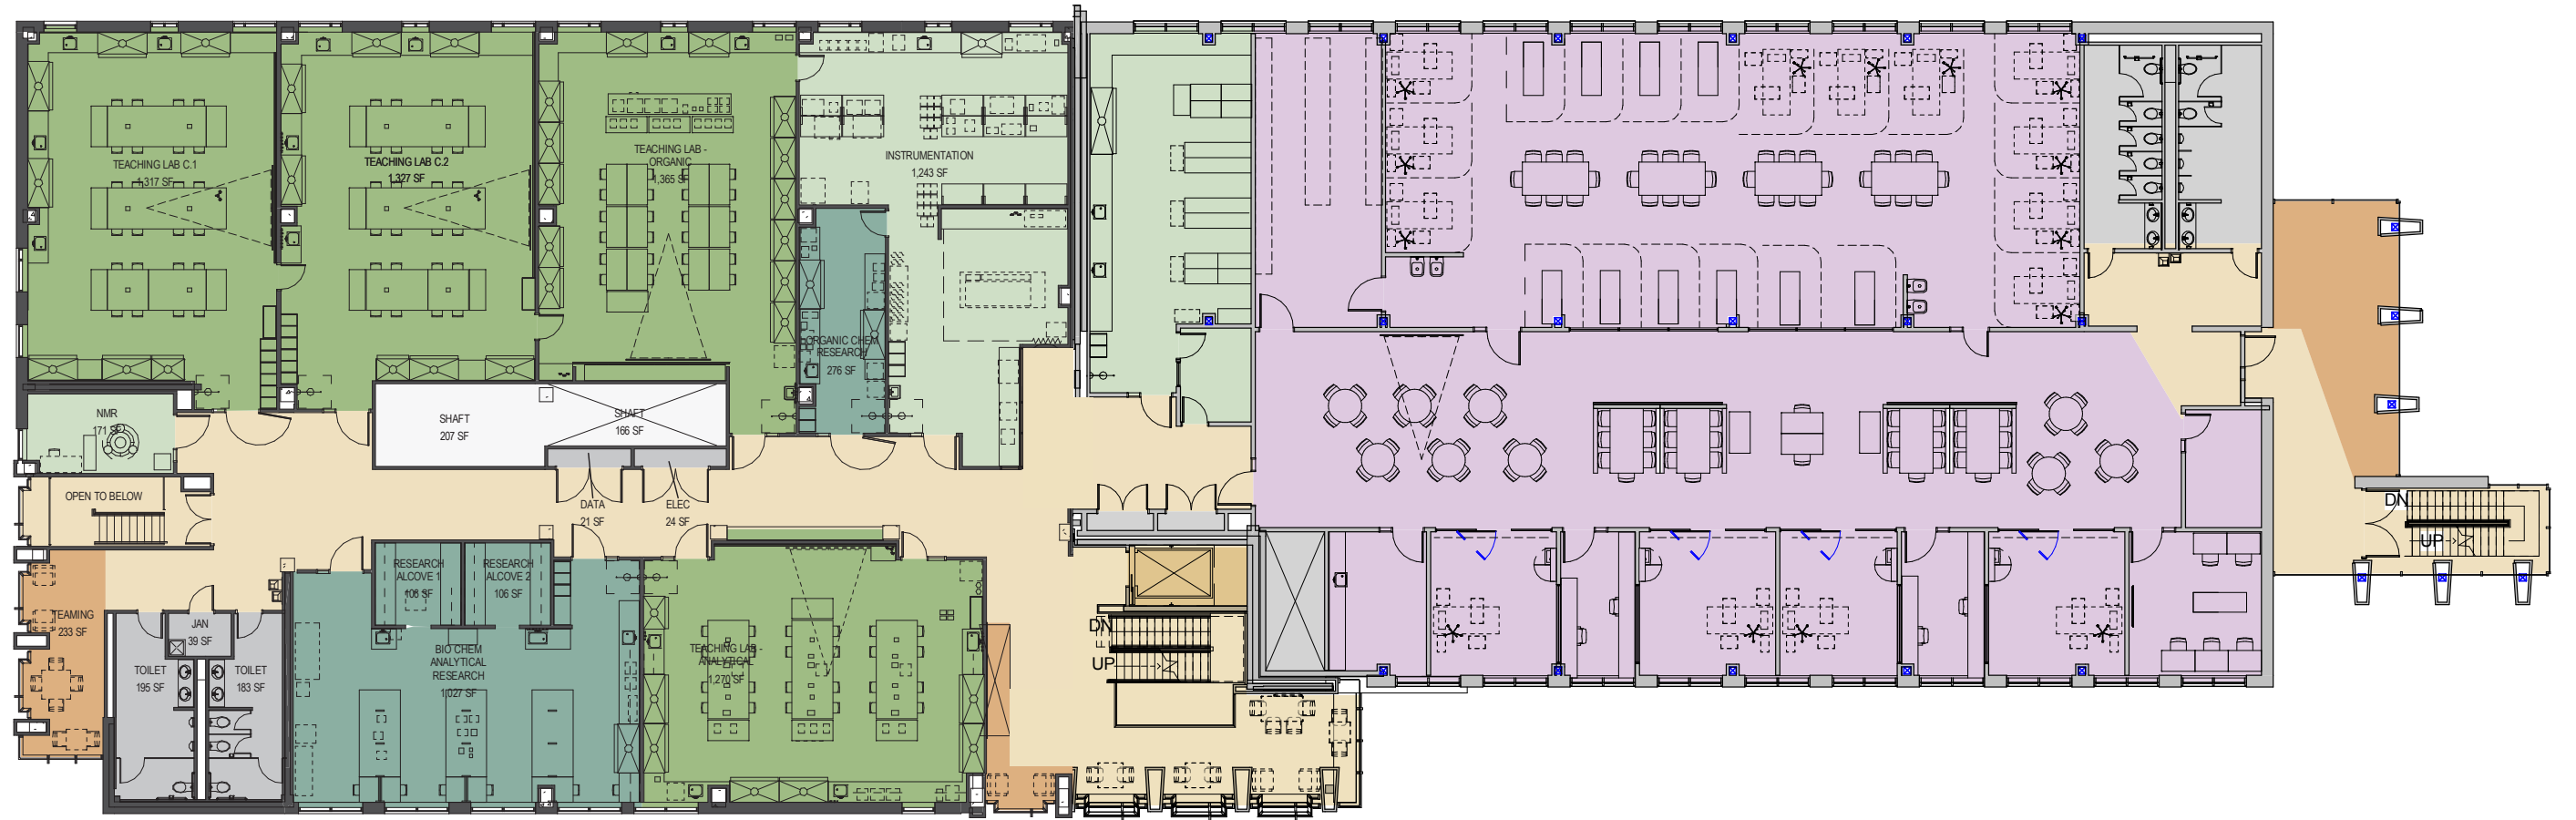 TEACHING LAB C.1
1,317 SF
TEACHING LAB C.2
1,327 SF
TEACHING LAB -
ORGANIC
1,365 SF
INSTRUMENTATION
1,243 SF
ORGANIC CHEM
RESEARCH
276 SF
NMR
171 SF
SHAFT
207 SF
SHAFT
166 SF
OPEN TO BELOW
DATA
21 SF
ELEC
24 SF
TEAMING
233 SF
JAN
39 SF
TOILET
195 SF
TOILET
183 SF
RESEARCH
ALCOVE 1
106 SF
RESEARCH
ALCOVE 2
106 SF
BIO CHEM
ANALYTICAL
RESEARCH
1,027 SF
TEACHING LAB -
ANALYTICAL
1,270 SF
DN
UP
DN
UP